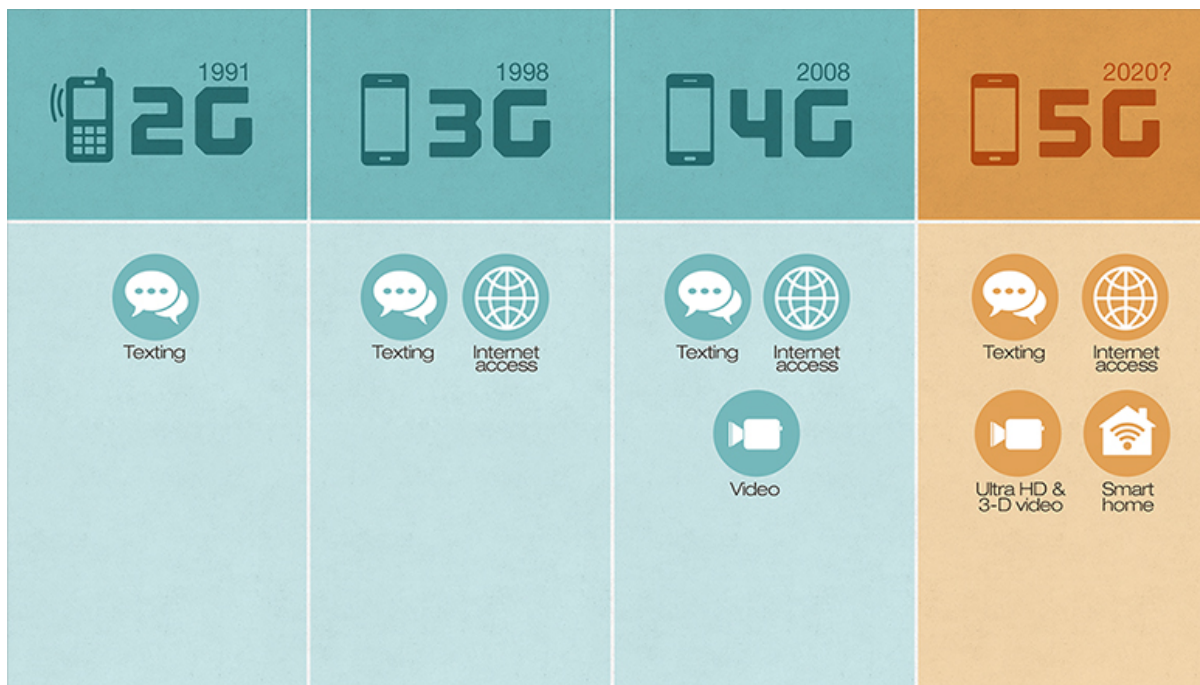 1991
2G
1998
3G
2008
4G
2020?
5G
Texting
Texting
Internet
access
Texting
Internet
access
Video
Texting
Internet
access
Ultra HD &
3-D video
Smart
home